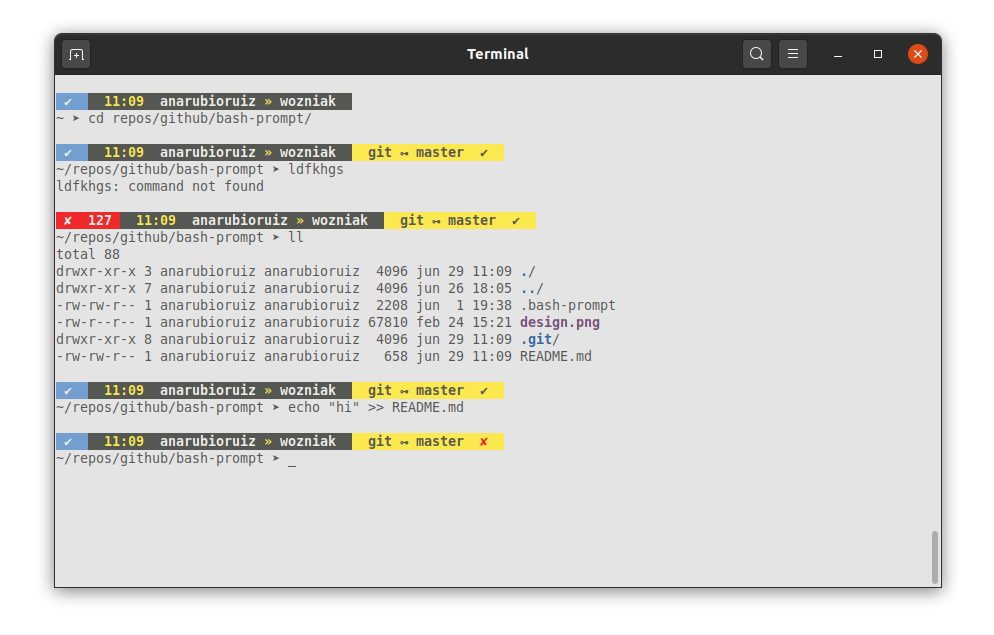 Terminal
✔ 11:09 anarubioruiz » wozniak
~ ➤ cd repos/github/bash-prompt/
✔ 11:09 anarubioruiz » wozniak git ↔ master ✔
~/repos/github/bash-prompt ➤ ldfkhgs
ldfkhgs: command not found
✘ 127 11:09 anarubioruiz » wozniak git ↔ master ✔
~/repos/github/bash-prompt ➤ ll
total 88
drwxr-xr-x 3 anarubioruiz anarubioruiz  4096 jun 29 11:09 ./
drwxr-xr-x 7 anarubioruiz anarubioruiz  4096 jun 26 18:05 ../
-rw-rw-r-- 1 anarubioruiz anarubioruiz  2208 jun  1 19:38 .bash-prompt
-rw-r--r-- 1 anarubioruiz anarubioruiz 67810 feb 24 15:21 design.png
drwxr-xr-x 8 anarubioruiz anarubioruiz  4096 jun 29 11:09 .git/
-rw-rw-r-- 1 anarubioruiz anarubioruiz   658 jun 29 11:09 README.md
✔ 11:09 anarubioruiz » wozniak git ↔ master ✔
~/repos/github/bash-prompt ➤ echo "hi" >> README.md
✔ 11:09 anarubioruiz » wozniak git ↔ master ✘
~/repos/github/bash-prompt ➤ _